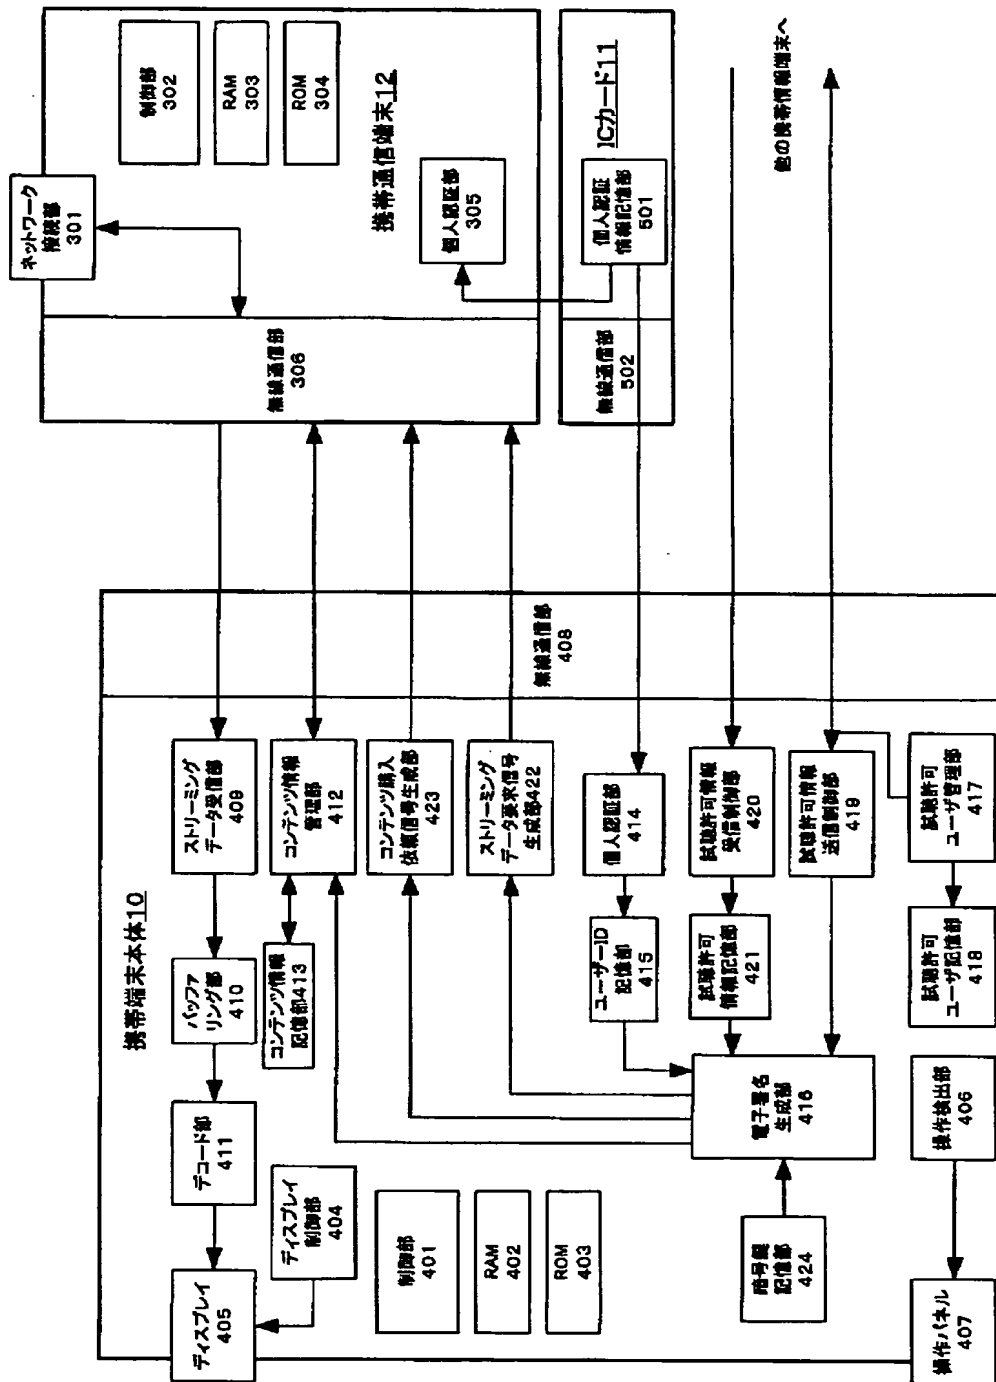 携帯端末本体10
ディスプレイ
405
デコード部
411
バッファ
リング部
410
ストリーミング
データ受信部
409
ディスプレイ
制御部
404
コンテンツ情報
記憶部413
コンテンツ情報
管理部
412
制御部
401
コンテンツ購入
依頼信号生成部
423
RAM
402
ストリーミング
データ要求信号
生成部422
ROM
403
ユーザーID
記憶部
415
個人認証部
414
暗号鍵
記憶部
424
電子署名
生成部
416
試聴許可
情報記憶部
421
試聴許可情報
受信制御部
420
試聴許可情報
送信制御部
419
操作パネル
407
操作検出部
406
試聴許可
ユーザ記憶部
418
試聴許可
ユーザ管理部
417
無線通信部
408
ネットワーク
接続部
301
無線通信部
306
制御部
302
RAM
303
ROM
304
携帯通信端末12
個人認証部
305
無線通信部
502
ICカード11
個人認証
情報記憶部
501
他の携帯情報端末へ